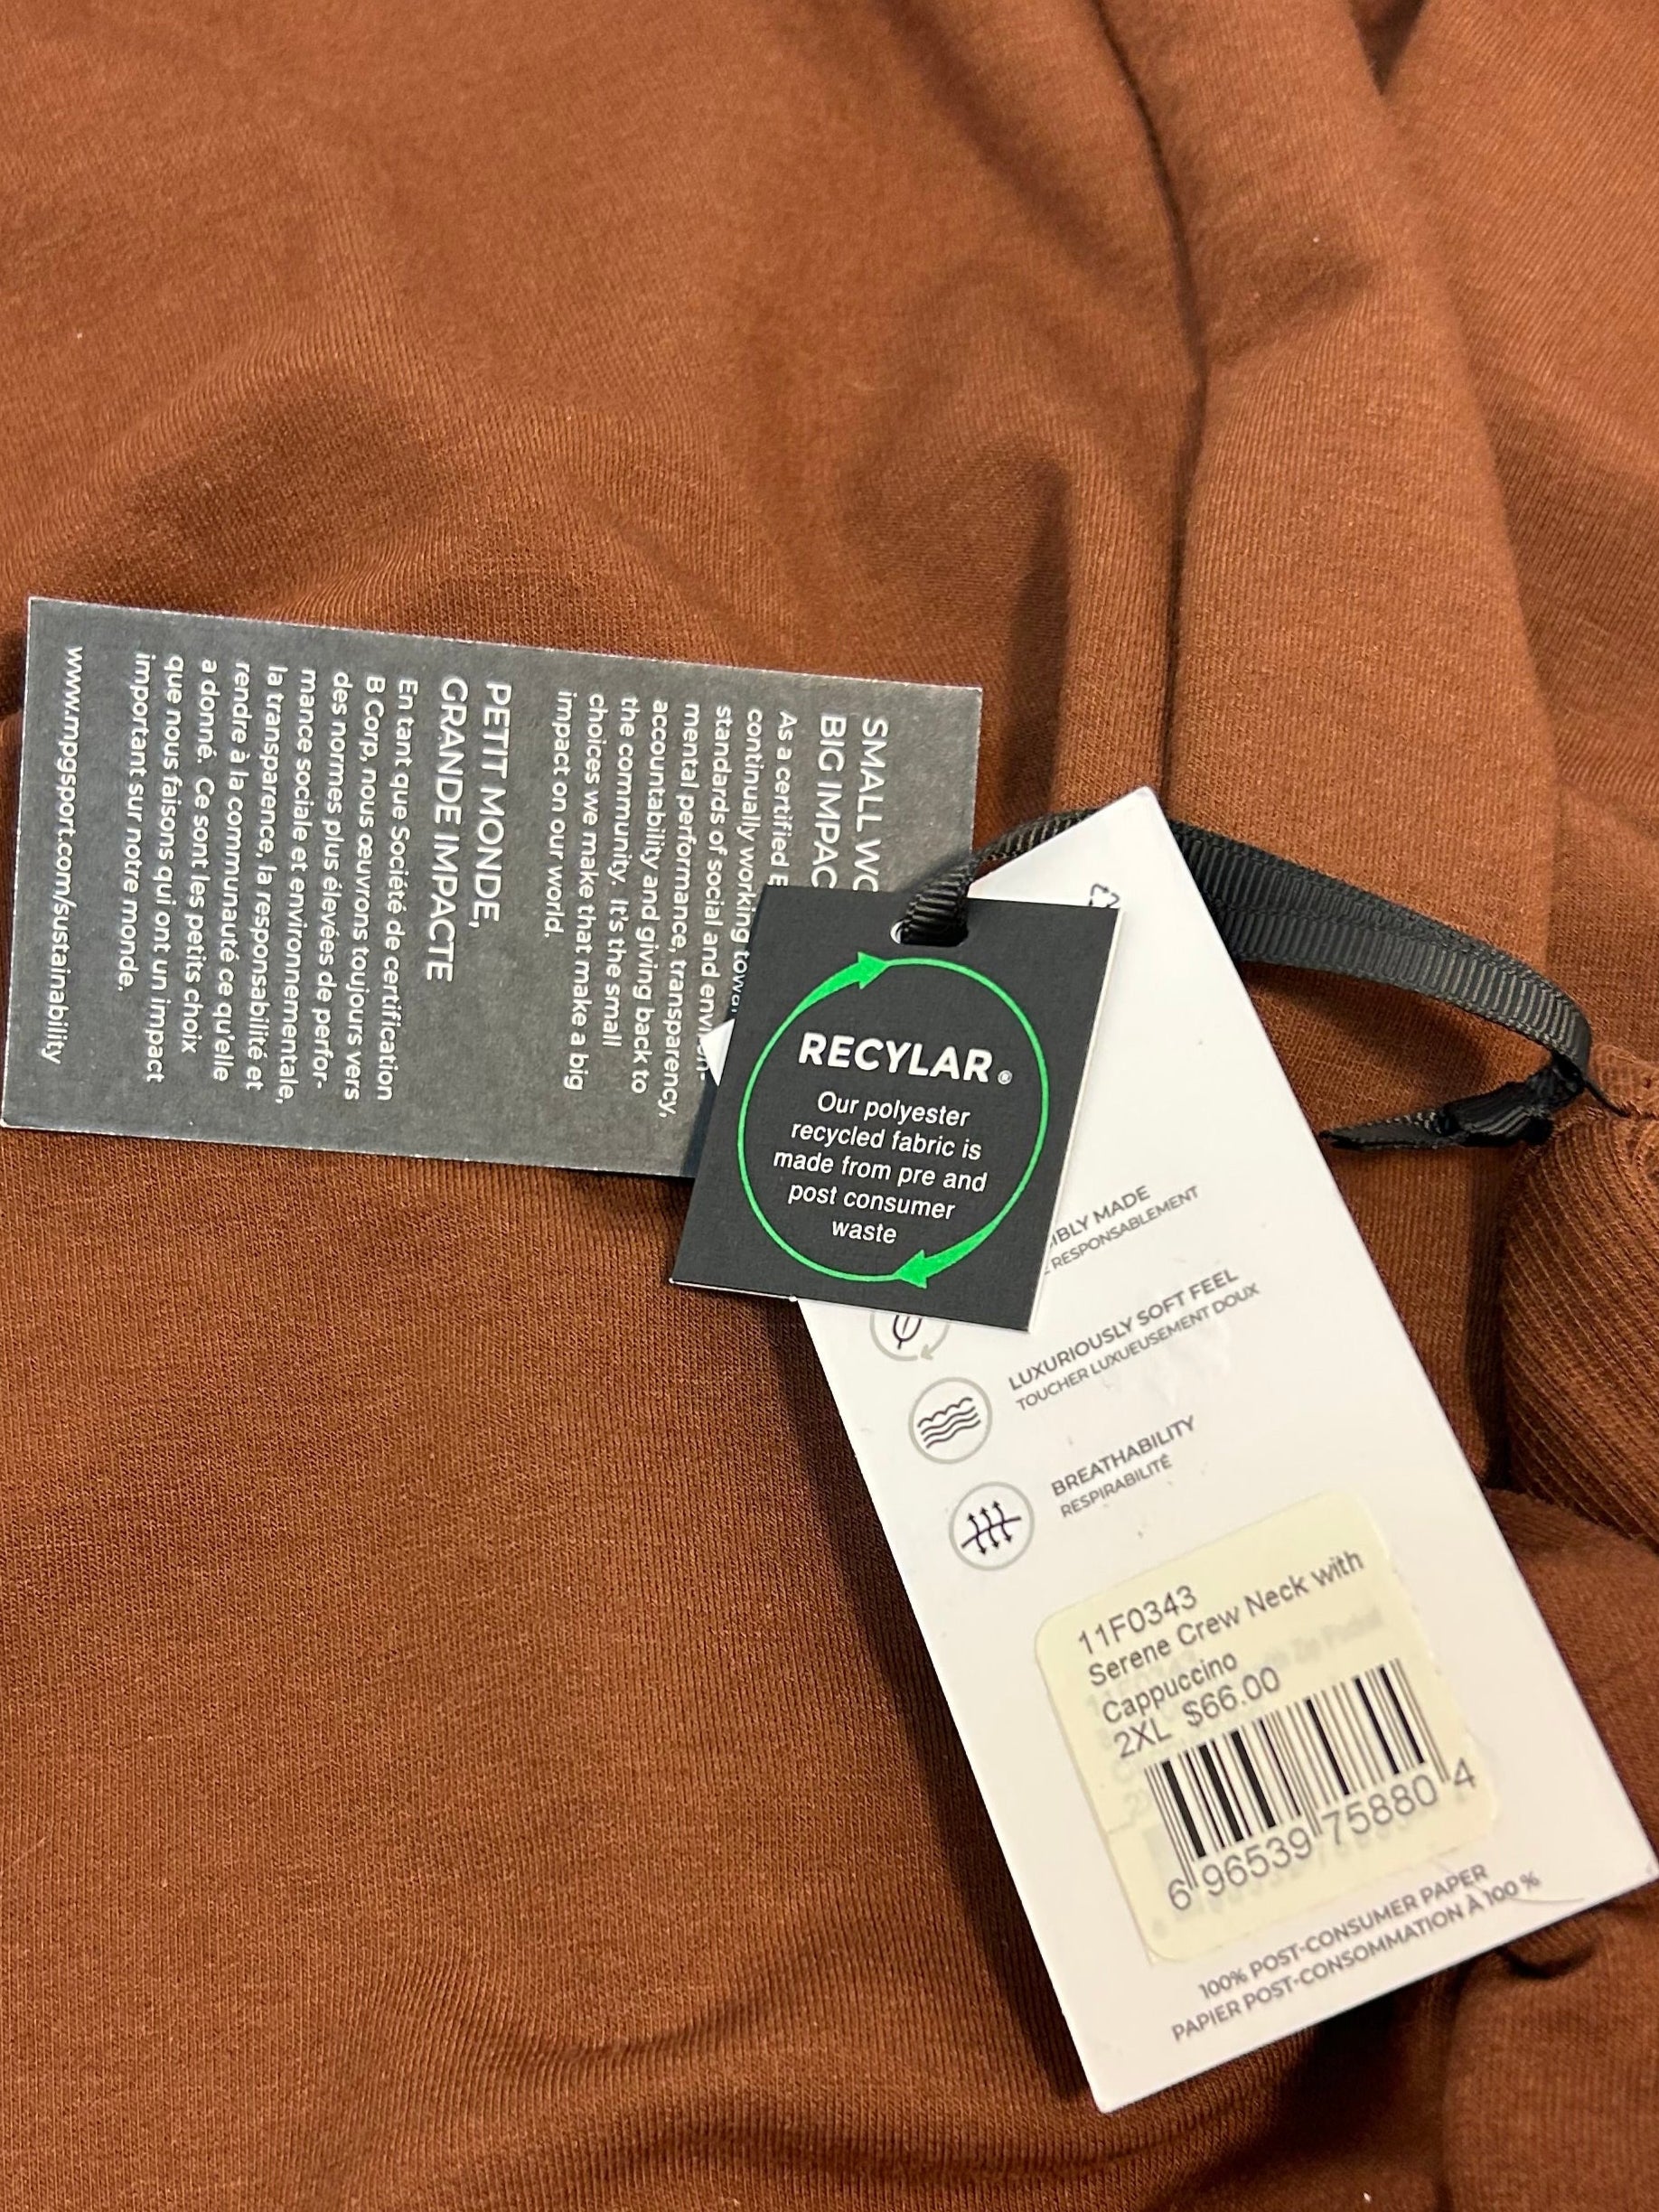 SMALL
BIG
As a certified
continually working
standards of social and
mental performance, transparency,
accountability and giving back to
the community. It's the small
choices we make that make a big
impact on our world.
PETIT MONDE,
GRANDE IMPACTE
En tant que Société de certification
B Corp, nous œuvrons toujours vers
des normes plus élevées de perfor-
mance sociale et environnementale,
la transparence, la responsabilité et
rendre à la communauté ce qu'elle
a donné. Ce sont les petits choix
que nous faisons qui ont un impact
important sur notre monde.
www.mpgsport.com/sustainability
RECYLAR®
Our polyester
recycled fabric is
made from pre and
post consumer
waste
MADE
RESPONSABLEMENT
LUXURIOUSLY SOFT FEEL
TOUCHER LUXUEUSEMENT DOUX
BREATHABILITY
RESPIRABILITÉ
11F0343
Serene Crew Neck with
Cappuccino
2XL $66.00
6 96539 75880 4
100% POST-CONSUMER PAPER
PAPIER POST-CONSOMMATION À 100 %